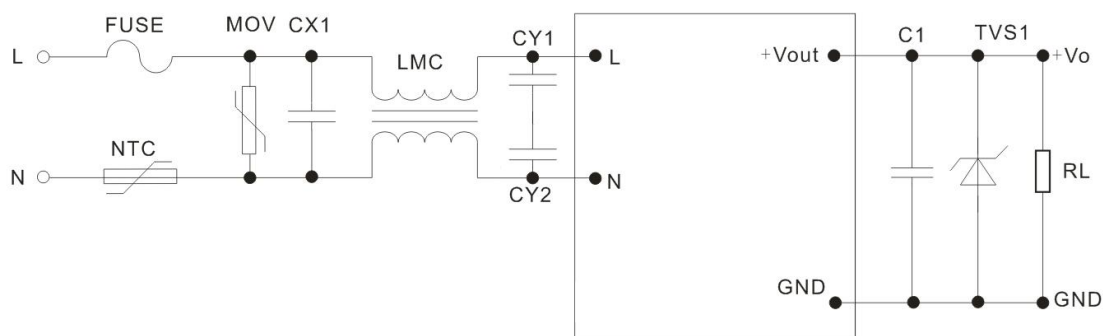 FUSE
MOV
CX1
LMC
CY1
L
L
NTC
N
CY2
N
+Vout
C1
TVS1
+Vo
RL
GND
GND